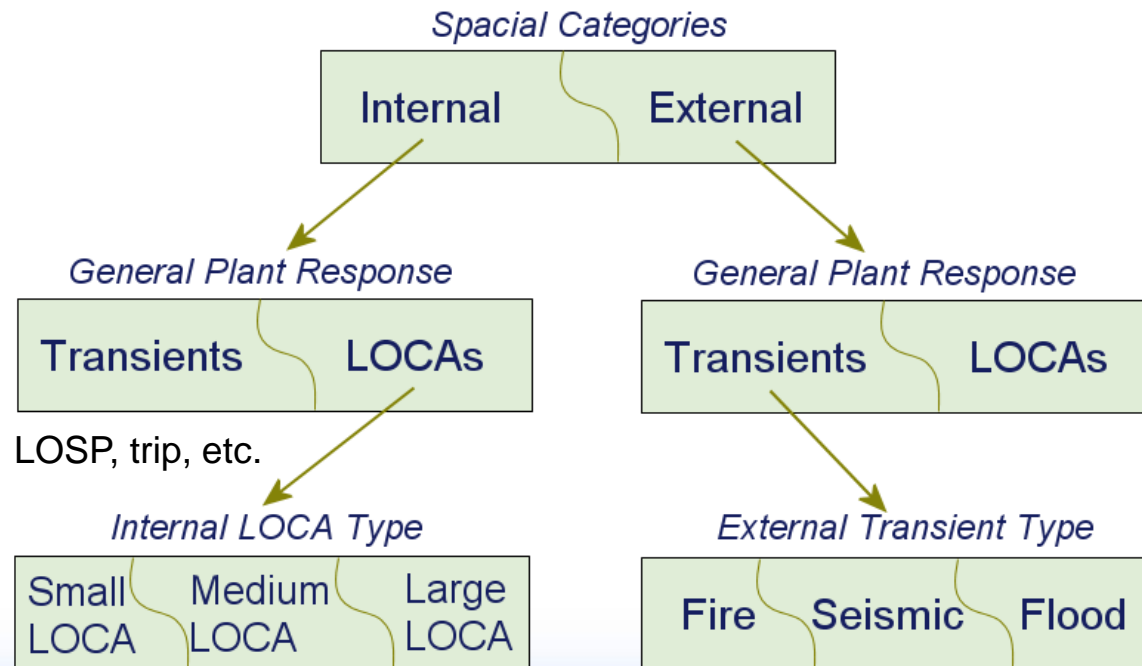 Spacial Categories
Internal External
General Plant Response General Plant Response
Transients LOCAs Transients LOCAs
LOSP, trip, etc.
Internal LOCA Type External Transient Type
Small Medium Large
LOCA LOCA LOCA
Fire Seismic Flood